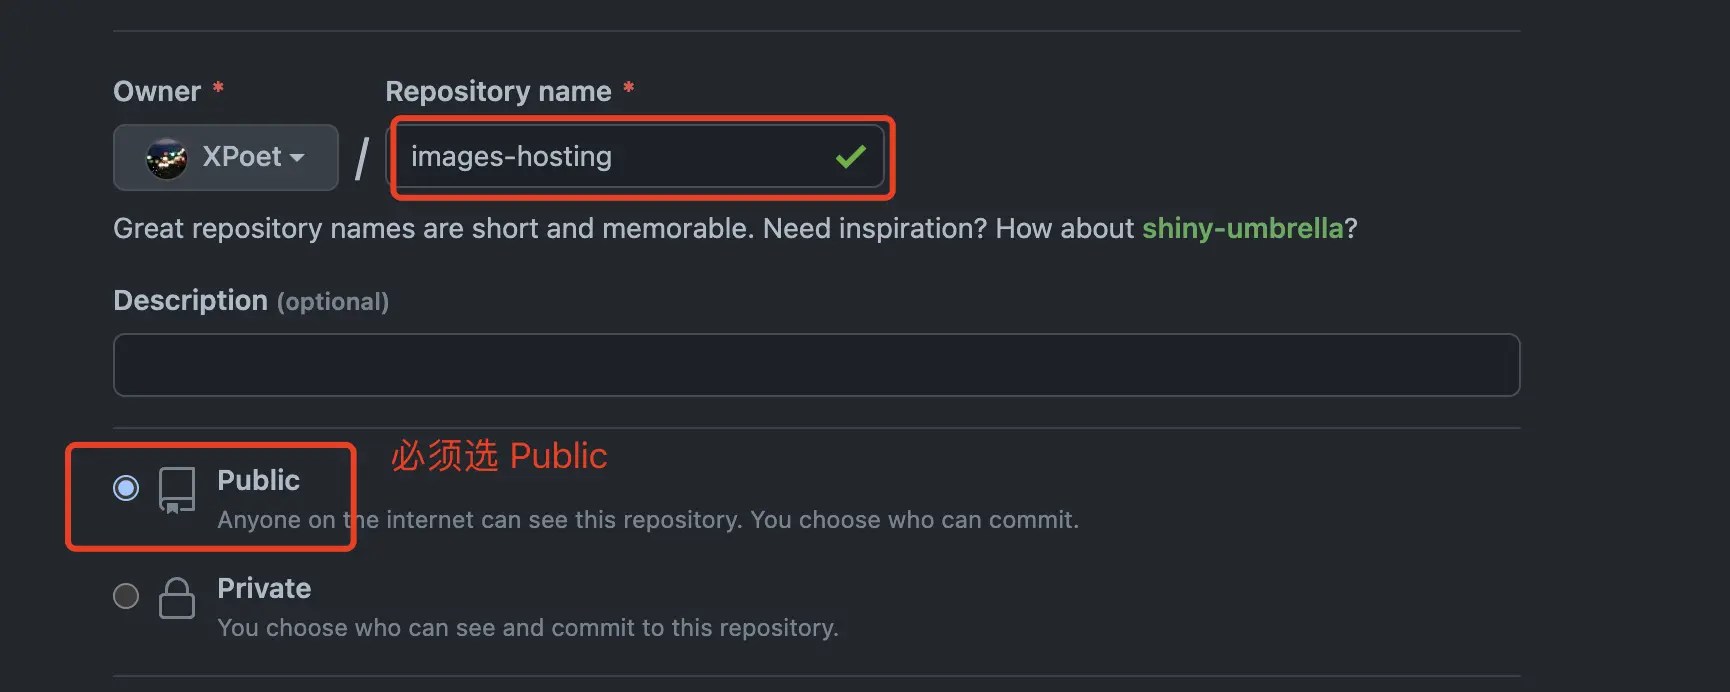 Owner * Repository name *
XPoet / images-hosting
Great repository names are short and memorable. Need inspiration? How about shiny-umbrella?
Description (optional)
必须选 Public
Public
Anyone on the internet can see this repository. You choose who can commit.
Private
You choose who can see and commit to this repository.